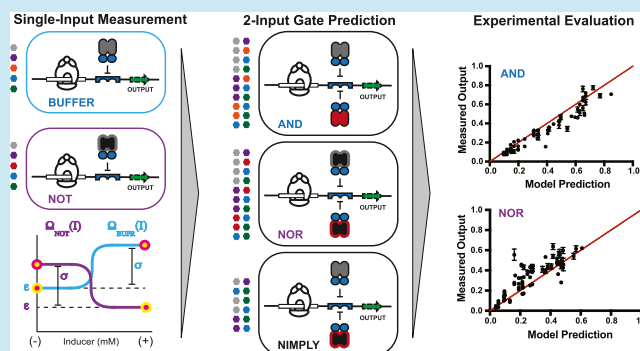 Single-Input Measurement
OUTPUT
BUFFER
OUTPUT
NOT
Ω NOT (I)
Ω BUFR (I)
σ
σ
ε
ε
(-)
Inducer (mM)
(+)
2-Input Gate Prediction
OUTPUT
AND
OUTPUT
NOR
OUTPUT
NIMPLY
Experimental Evaluation
AND
Measured Output
1.0
0.8
0.6
0.4
0.2
0.0
0.0 0.2 0.4 0.6 0.8 1.0
Model Prediction
NOR
Measured Output
1.0
0.8
0.6
0.4
0.2
0.0
0.0 0.2 0.4 0.6 0.8 1.0
Model Prediction